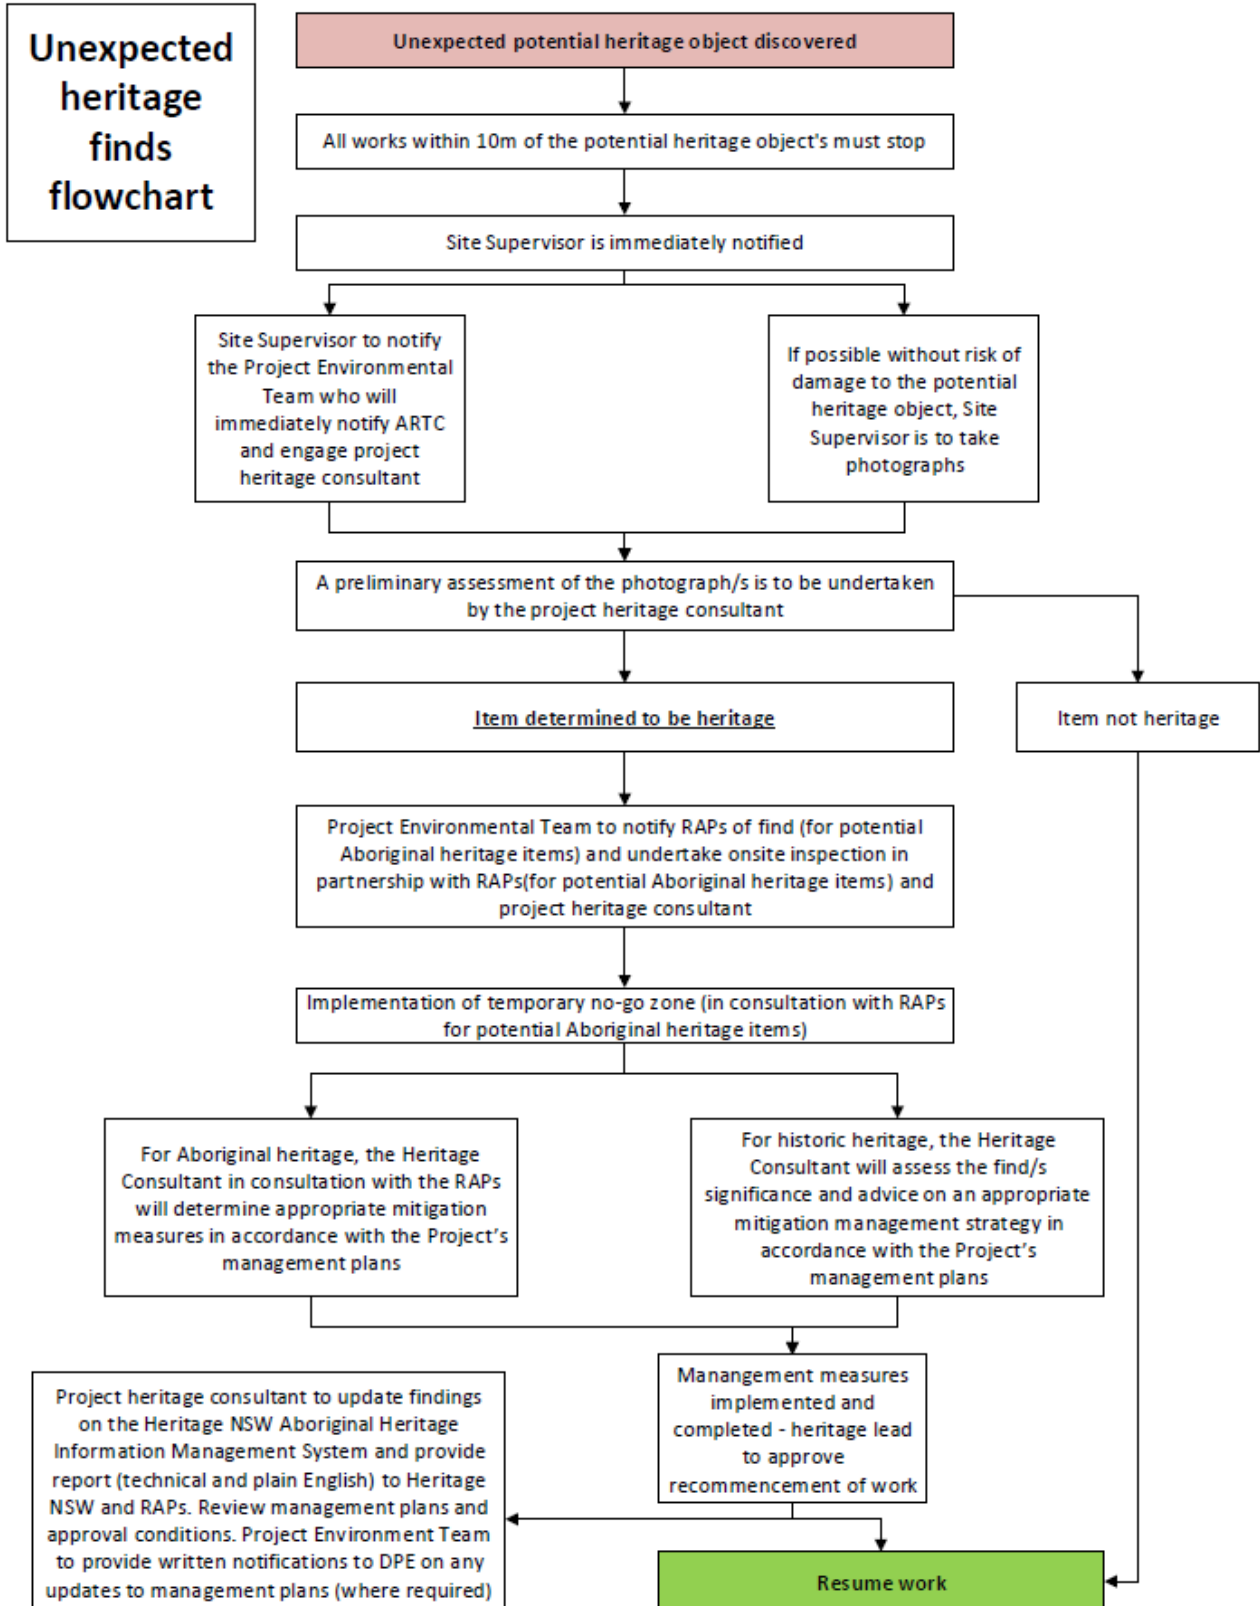 Unexpected
heritage
finds
flowchart
Unexpected potential heritage object discovered
All works within 10m of the potential heritage object's must stop
Site Supervisor is immediately notified
Site Supervisor to notify
the Project Environmental
Team who will
immediately notify ARTC
and engage project
heritage consultant
If possible without risk of
damage to the potential
heritage object, Site
Supervisor is to take
photographs
A preliminary assessment of the photograph/s is to be undertaken
by the project heritage consultant
Item determined to be heritage
Item not heritage
Project Environmental Team to notify RAPs of find (for potential
Aboriginal heritage items) and undertake onsite inspection in
partnership with RAPs(for potential Aboriginal heritage items) and
project heritage consultant
Implementation of temporary no-go zone (in consultation with RAPs
for potential Aboriginal heritage items)
For Aboriginal heritage, the Heritage
Consultant in consultation with the RAPs
will determine appropriate mitigation
measures in accordance with the Project's
management plans
For historic heritage, the Heritage
Consultant will assess the find/s
significance and advice on an appropriate
mitigation management strategy in
accordance with the Project's
management plans
Manangement measures
implemented and
completed - heritage lead
to approve
recommencement of work
Project heritage consultant to update findings
on the Heritage NSW Aboriginal Heritage
Information Management System and provide
report (technical and plain English) to Heritage
NSW and RAPs. Review management plans and
approval conditions. Project Environment Team
to provide written notifications to DPE on any
updates to management plans (where required)
Resume work